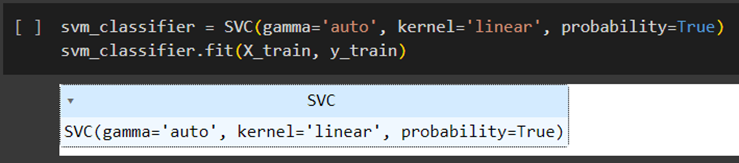 [ ] svm_classifier = SVC(gamma='auto', kernel='linear', probability=True)
svm_classifier.fit(X_train, y_train)
SVC
SVC(gamma='auto', kernel='linear', probability=True)